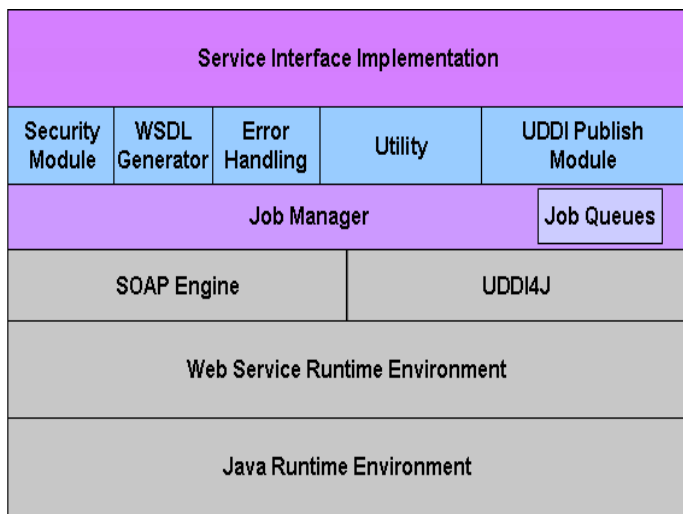 Service Interface Implementation
Security
Module
WSDL
Generator
Error
Handling
Utility
UDDI Publish
Module
Job Manager
Job Queues
SOAP Engine
UDDI4J
Web Service Runtime Environment
Java Runtime Environment